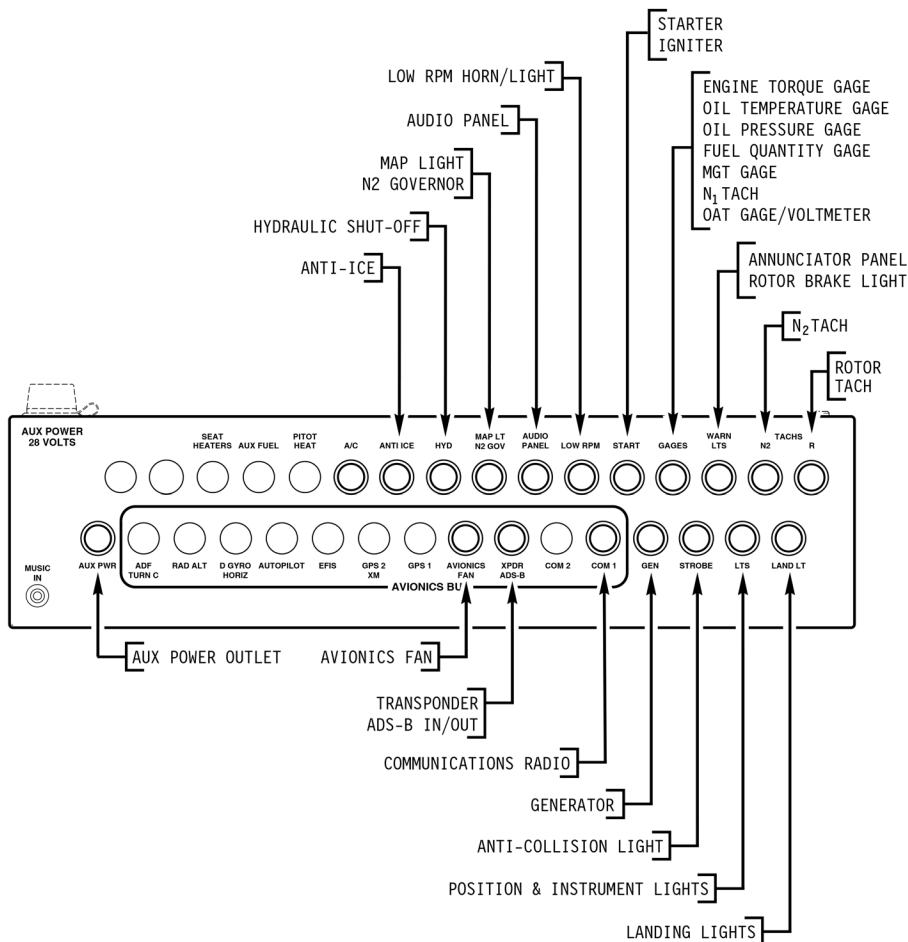 STARTER
IGNITER
LOW RPM HORN/LIGHT
ENGINE TORQUE GAGE
OIL TEMPERATURE GAGE
OIL PRESSURE GAGE
FUEL QUANTITY GAGE
MGT GAGE
N1 TACH
OAT GAGE/VOLTMETER
AUDIO PANEL
MAP LIGHT
N2 GOVERNOR
HYDRAULIC SHUT-OFF
ANTI-ICE
ANNUNCIATOR PANEL
ROTOR BRAKE LIGHT
N2 TACH
ROTOR
TACH
AUX POWER
28 VOLTS
SEAT
HEATERS
AUX FUEL
PITOT
HEAT
A/C
ANTI ICE
HYD
MAP LT
N2 GOV
AUDIO
PANEL
LOW RPM
START
GAGES
WARN
LTS
TACHS
N2
R
MUSIC
IN
AUX PWR
ADF
TURN C
RAD ALT
D GYRO
HORIZ
AUTOPILOT
EFIS
GPS 2
XM
GPS 1
AVIONICS
FAN
XPDR
ADS-B
COM 2
COM 1
GEN
STROBE
LTS
LAND LT
AVIONICS BU
AUX POWER OUTLET
AVIONICS FAN
TRANSPONDER
ADS-B IN/OUT
COMMUNICATIONS RADIO
GENERATOR
ANTI-COLLISION LIGHT
POSITION & INSTRUMENT LIGHTS
LANDING LIGHTS